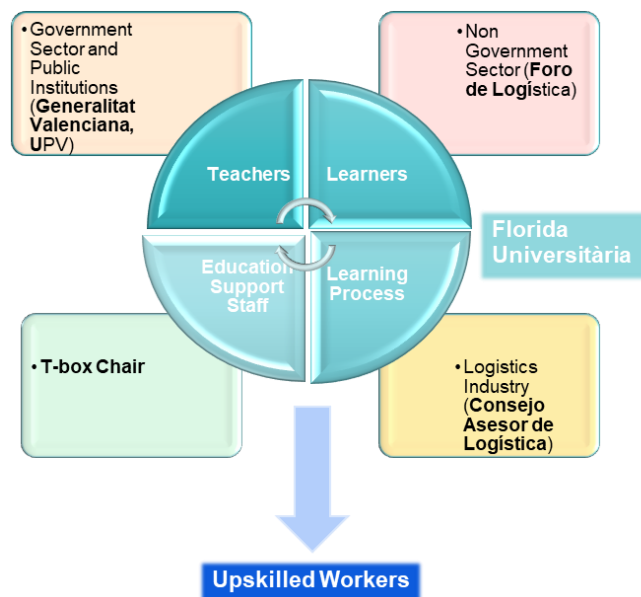 • Government
Sector and
Public
Institutions
(Generalitat
Valenciana,
UPV)
• Non
Government
Sector (Foro
de Logística)
Teachers
Learners
Education
Support
Staff
Learning
Process
Florida
Universitària
• T-box Chair
• Logistics
Industry
(Consejo
Asesor de
Logística)
Upskilled Workers